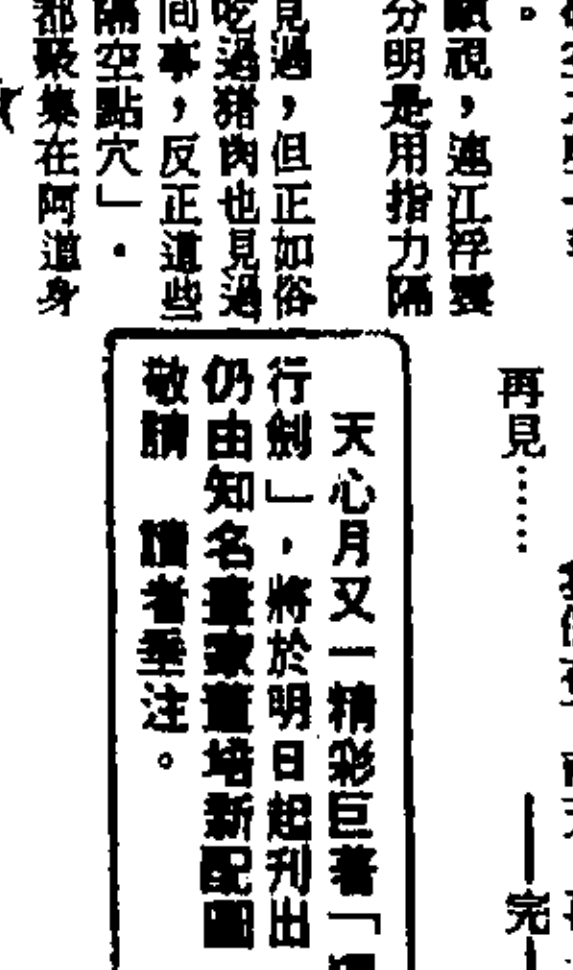 顧視，連江浮雲
分明是用指力隔
見過，但正如俗
吃過猪肉也見過
間事，反正這些
隔空點穴」。
都聚集在阿道身
再見……
——完
天心月又一精彩巨著「
行劍」，將於明日起刋出
仍由知名畫家董培新配圖
敬請　讀者垂注。